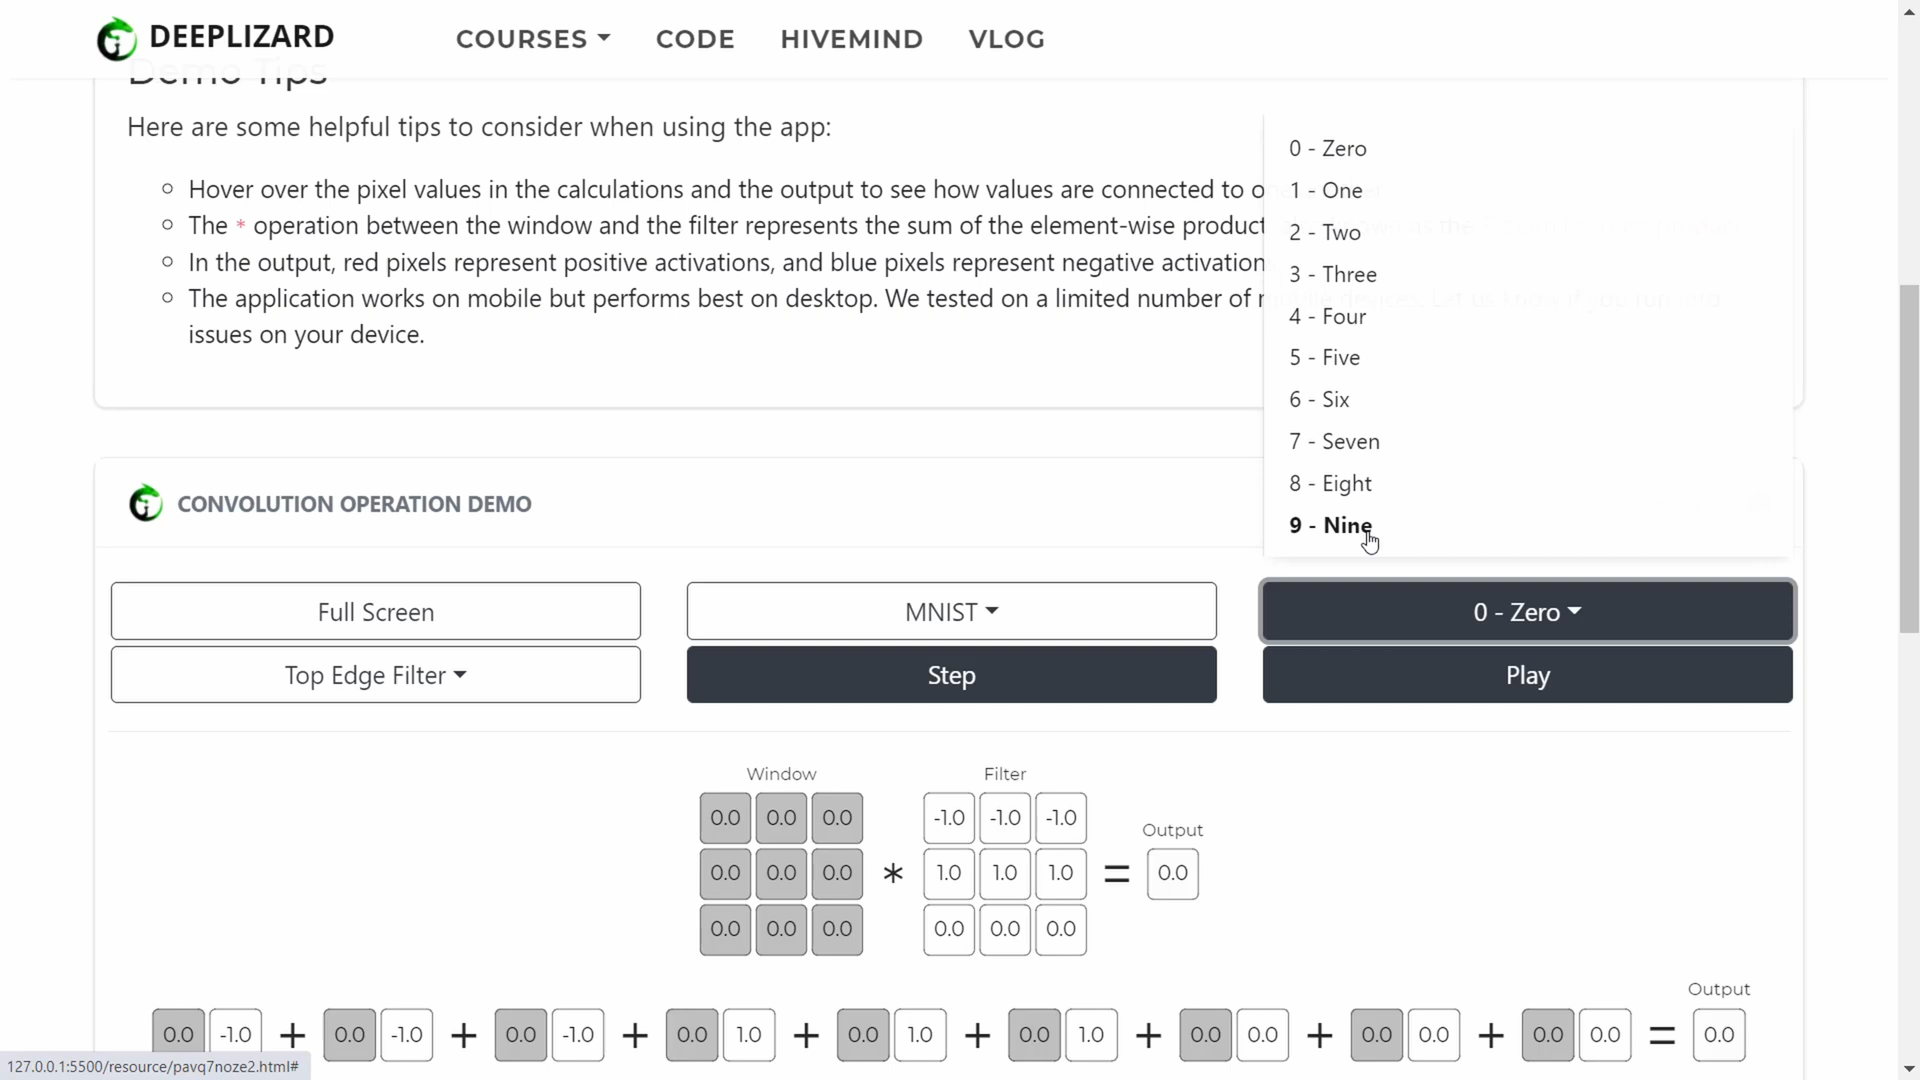 DEEPLIZARD COURSES CODE HIVEMIND VLOG
Demo Tips
Here are some helpful tips to consider when using the app:
Hover over the pixel values in the calculations and the output to see how values are connected to
The * operation between the window and the filter represents the sum of the element-wise product
In the output, red pixels represent positive activations, and blue pixels represent negative activation
The application works on mobile but performs best on desktop. We tested on a limited number of
issues on your device.
0 - Zero
1 - One
2 - Two
3 - Three
4 - Four
5 - Five
6 - Six
7 - Seven
8 - Eight
9 - Nine
CONVOLUTION OPERATION DEMO
Full Screen MNIST 0 - Zero
Top Edge Filter Step Play
Window Filter
Output
0.0 0.0 0.0 -1.0 -1.0 -1.0
0.0 0.0 0.0 * 1.0 1.0 1.0 = 0.0
0.0 0.0 0.0 0.0 0.0 0.0
Output
0.0 -1.0 + 0.0 -1.0 + 0.0 -1.0 + 0.0 1.0 + 0.0 1.0 + 0.0 1.0 + 0.0 0.0 + 0.0 0.0 + 0.0 0.0 = 0.0
127.0.0.1:5500/resource/pavq7noze2.html#